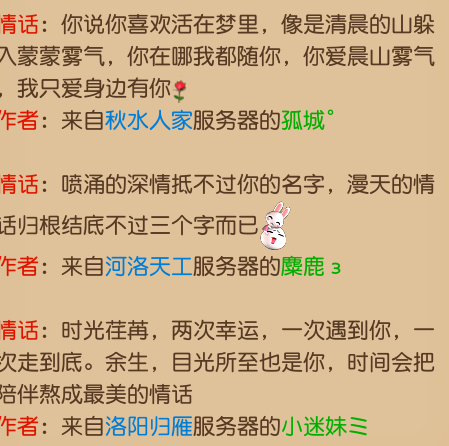 情话：你说你喜欢活在梦里，像是清晨的山躲
入蒙蒙雾气，你在哪我都随你，你爱晨山雾气
，我只爱身边有你🌹
作者：来自秋水人家服务器的孤城°
情话：喷涌的深情抵不过你的名字，漫天的情
话归根结底不过三个字而已
作者：来自河洛天工服务器的麋鹿 з
情话：时光荏苒，两次幸运，一次遇到你，一
次走到底。余生，目光所至也是你，时间会把
陪伴熬成最美的情话
作者：来自洛阳归雁服务器的小迷妹ミ